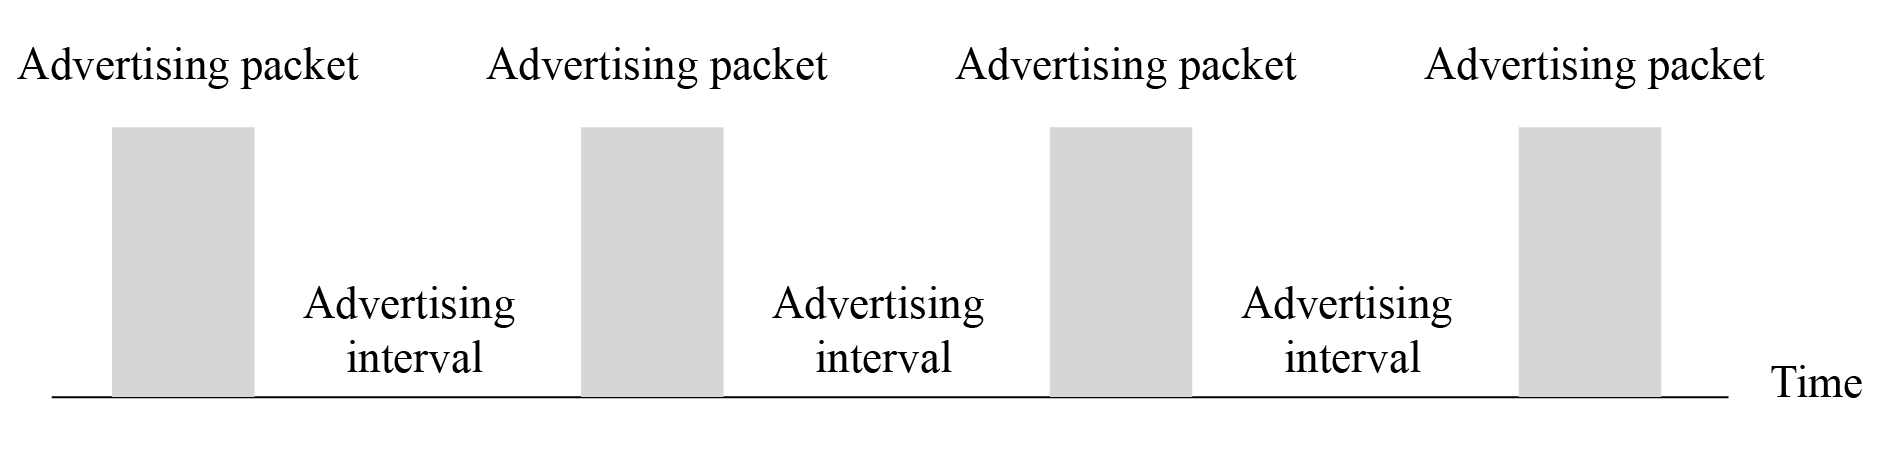 Advertising packet
Advertising packet
Advertising packet
Advertising packet
Advertising
interval
Advertising
interval
Advertising
interval
Time